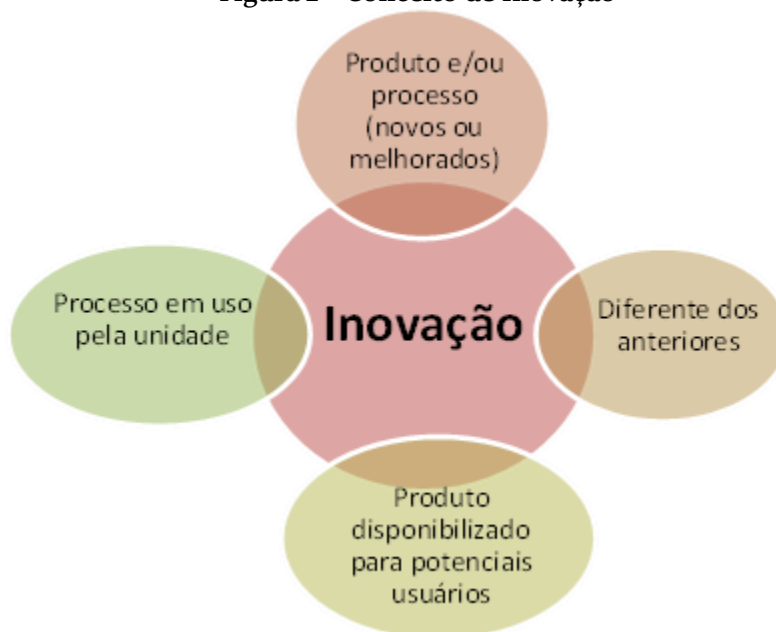 Produto e/ou
processo
(novos ou
melhorados)
Processo em uso
pela unidade
Inovação
Diferente dos
anteriores
Produto
disponibilizado
para potenciais
usuários